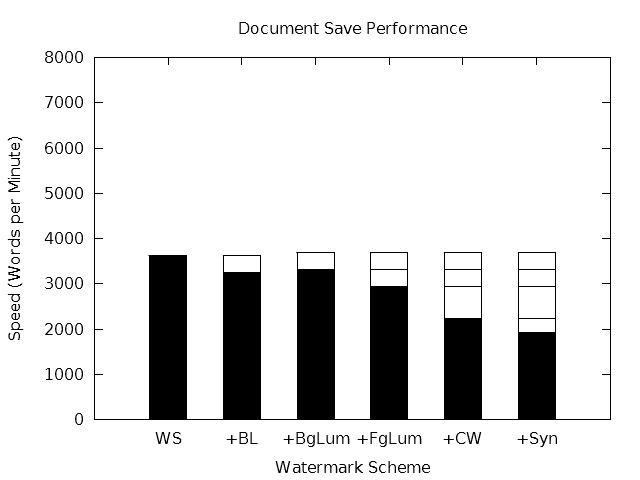 Document Save Performance
8000
7000
6000
5000
4000
3000
2000
1000
0
Speed (Words per Minute)
WS +BL +BgLum +FgLum +CW +Syn
Watermark Scheme